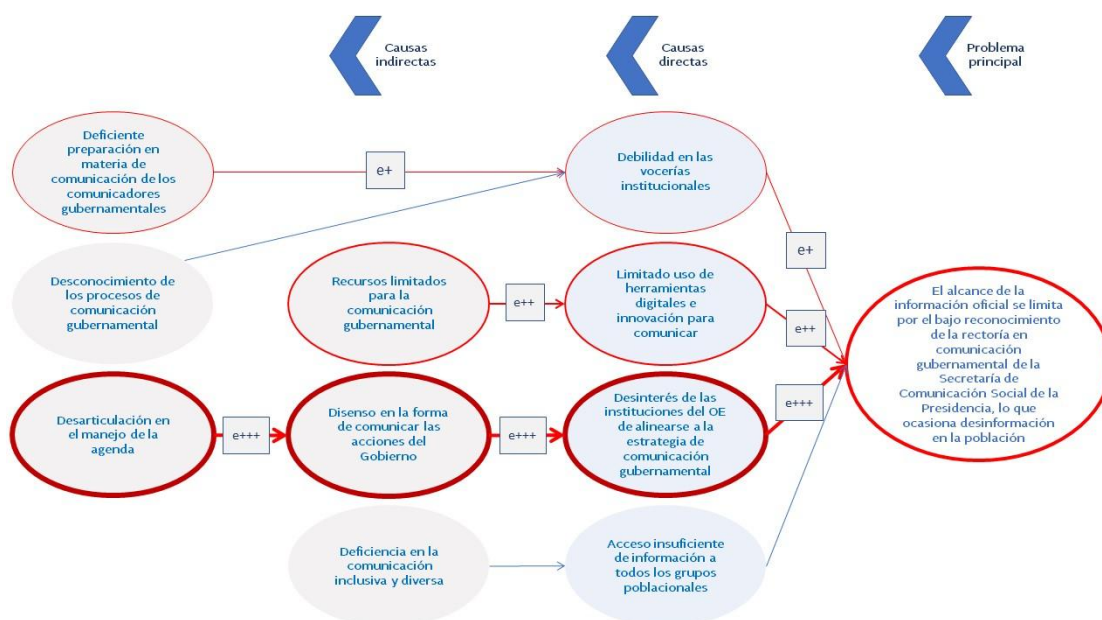 Causas
indirectas
Causas
directas
Problema
principal
Deficiente
preparación en
materia de
comunicación de los
comunicadores
gubernamentales
e+
Debilidad en las
vocerías
institucionales
e+
Desconocimiento de
los procesos de
comunicación
gubernamental
Recursos limitados
para la
comunicación
gubernamental
e++
Limitado uso de
herramientas
digitales e
innovación para
comunicar
e++
El alcance de la
información oficial se limita
por el bajo reconocimiento
de la rectoría en
comunicación
gubernamental de la
Secretaría de
Comunicación Social de la
Presidencia, lo que
ocasiona desinformación
en la población
Desarticulación en
el manejo de la
agenda
e+++
Disenso en la forma
de comunicar las
acciones del
Gobierno
e+++
Desinterés de las
instituciones del OE
de alinearse a la
estrategia de
comunicación
gubernamental
e+++
Deficiencia en la
comunicación
inclusiva y diversa
Acceso insuficiente
de información a
todos los grupos
poblacionales